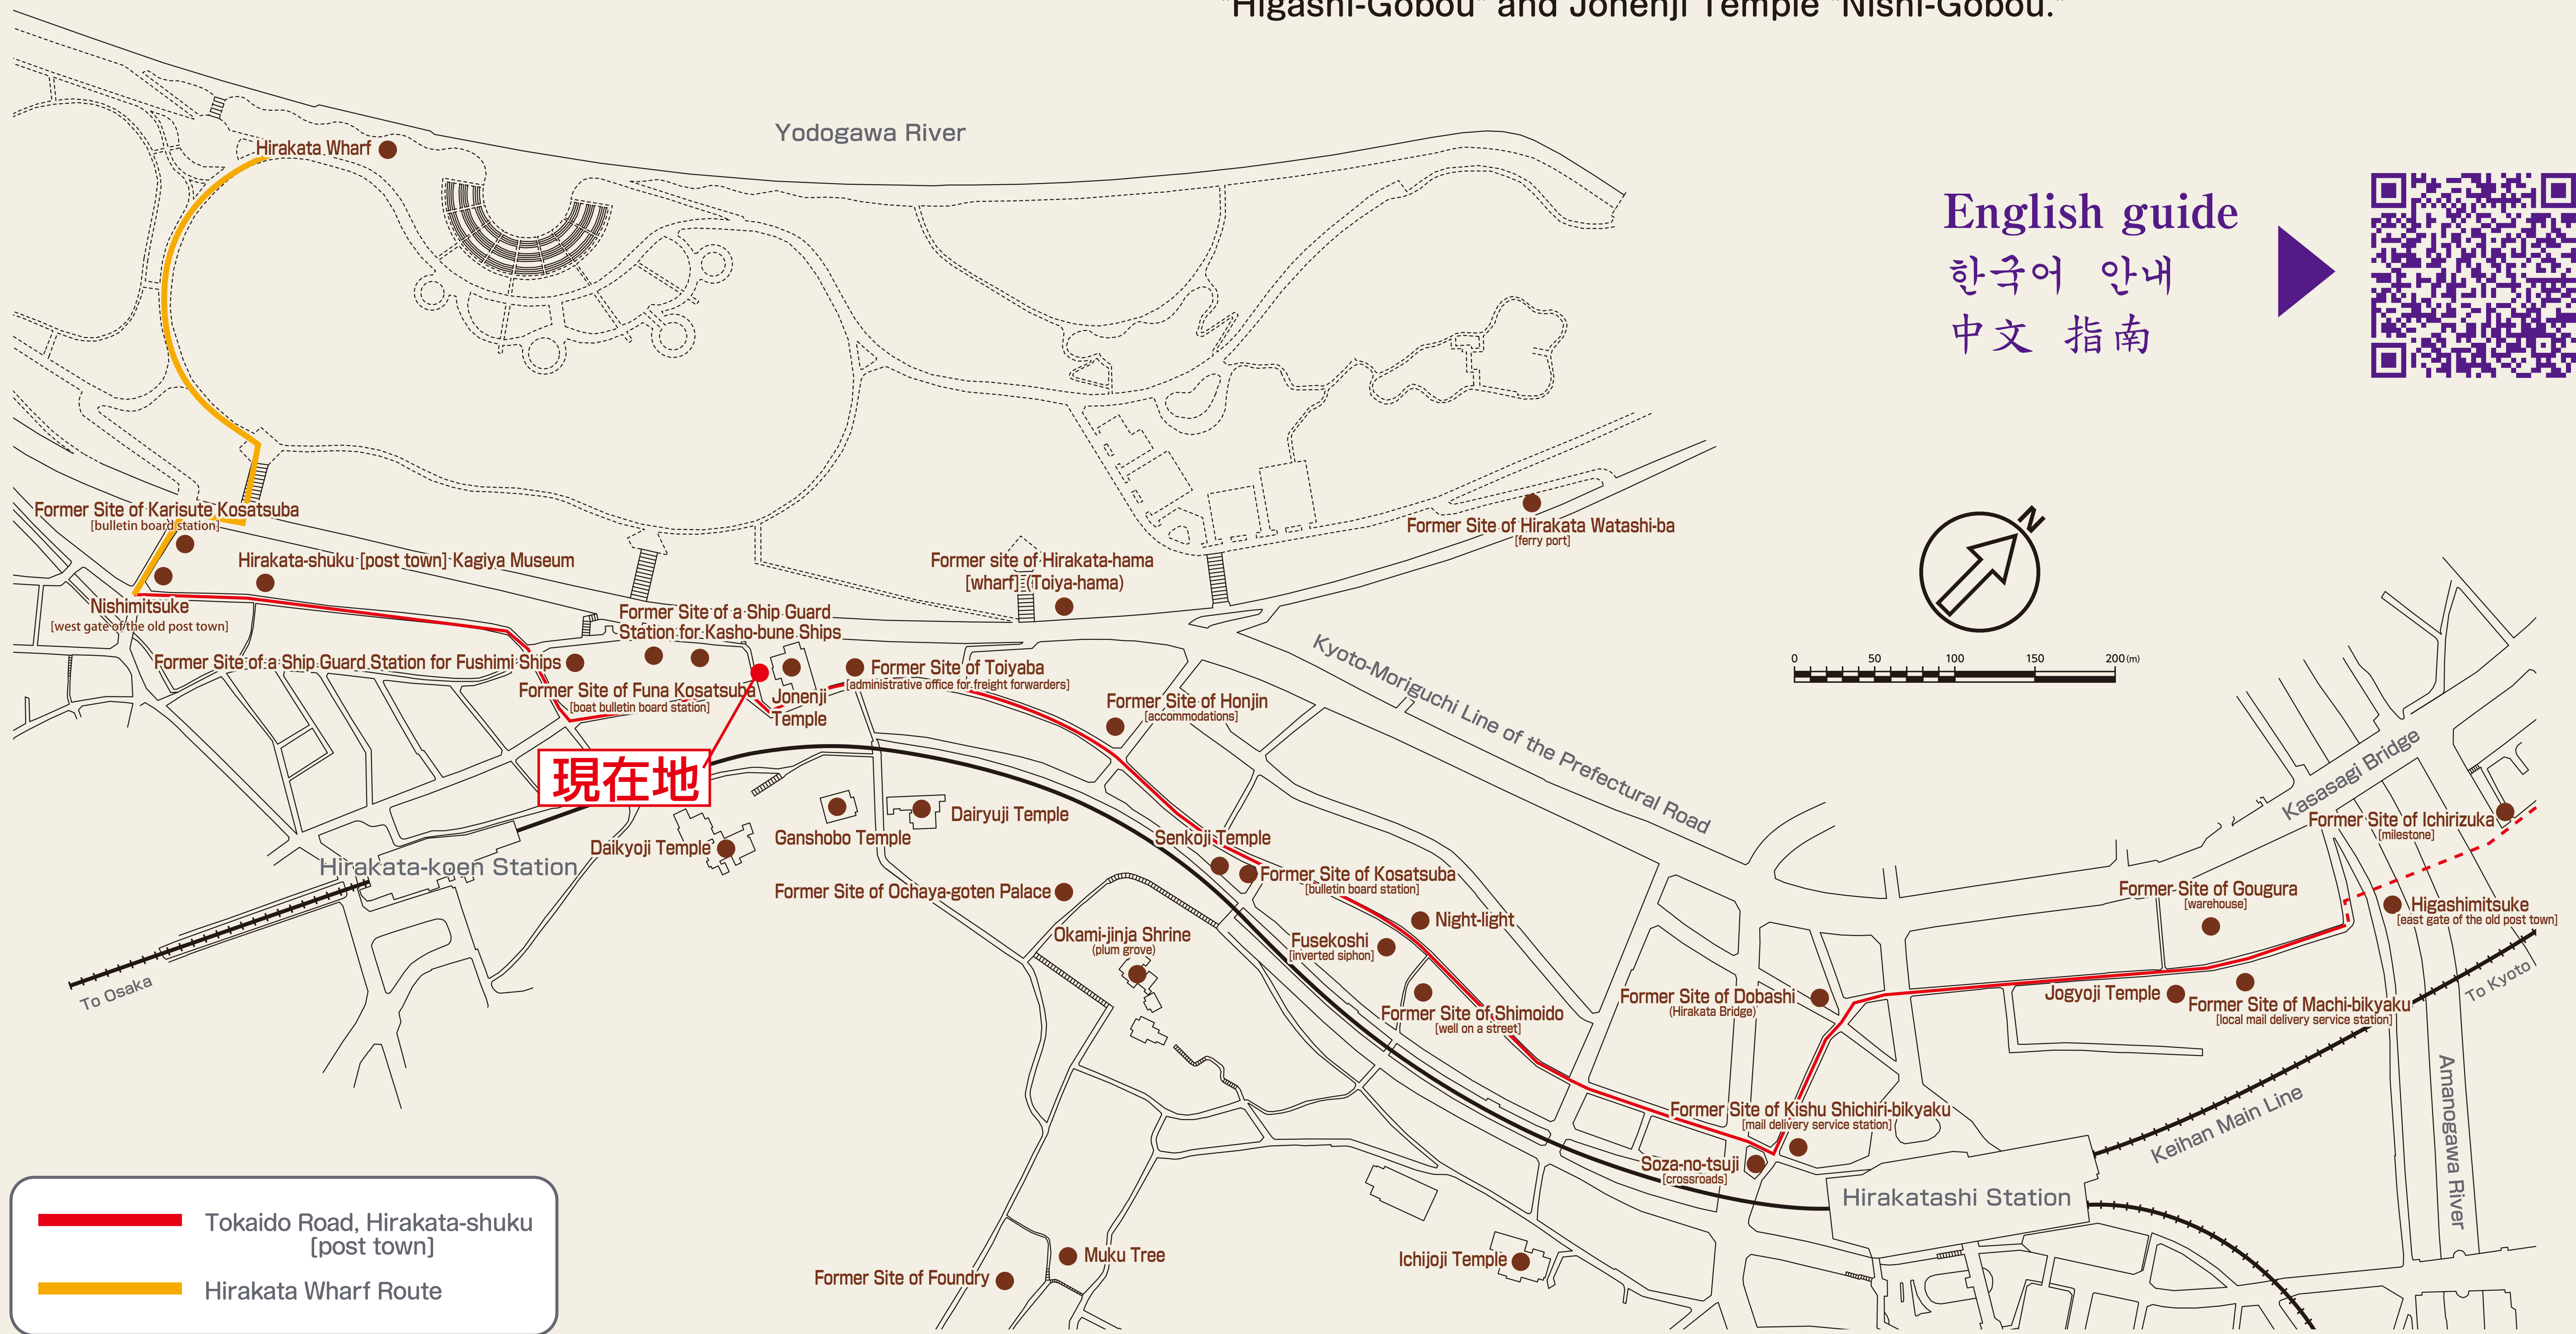 "Higashi-Gobou" and Jonenji Temple "Nishi-Gobou."
Yodogawa River
Hirakata Wharf
English guide
한국어 안내
中文 指南
Former Site of Karisute Kosatsuba
[bulletin board station]
Hirakata-shuku [post town] Kagiya Museum
Nishimitsuke
[west gate of the old post town]
Former Site of a Ship Guard
Station for Kasho-bune Ships
Former Site of a Ship Guard Station for Fushimi Ships
Former Site of Funa Kosatsuba
[boat bulletin board station]
Jonenji
Temple
現在地
Former Site of Toiyaba
[administrative office for freight forwarders]
Former site of Hirakata-hama
[wharf] (Toiya-hama)
Former Site of Hirakata Watashi-ba
[ferry port]
N
0 50 100 150 200 (m)
Kyoto-Moriguchi Line of the Prefectural Road
Former Site of Honjin
[accommodations]
Kasasagi Bridge
Former Site of Ichirizuka
[milestone]
Hirakata-koen Station
To Osaka
Daikyoji Temple
Ganshobo Temple
Dairyuji Temple
Senkoji Temple
Former Site of Kosatsuba
[bulletin board station]
Former Site of Ochaya-goten Palace
Okami-jinja Shrine
(plum grove)
Night-light
Fusekoshi
[inverted siphon]
Former Site of Shimoido
[well on a street]
Former Site of Dobashi
(Hirakata Bridge)
Former Site of Gougura
[warehouse]
Higashimitsuke
[east gate of the old post town]
Jogyoji Temple
Former Site of Machi-bikyaku
[local mail delivery service station]
To Kyoto
Former Site of Kishu Shichiri-bikyaku
[mail delivery service station]
Soza-no-tsuji
[crossroads]
Hirakatashi Station
Keihan Main Line
Amanogawa River
Ichijoji Temple
Muku Tree
Former Site of Foundry
Tokaido Road, Hirakata-shuku
[post town]
Hirakata Wharf Route